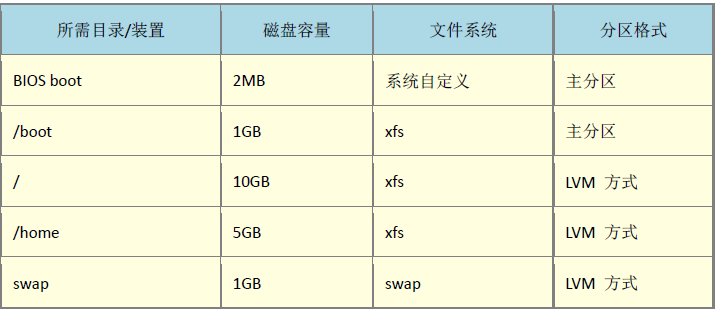 所需目录/装置 磁盘容量 文件系统 分区格式
BIOS boot 2MB 系统自定义 主分区
/boot 1GB xfs 主分区
/ 10GB xfs LVM 方式
/home 5GB xfs LVM 方式
swap 1GB swap LVM 方式